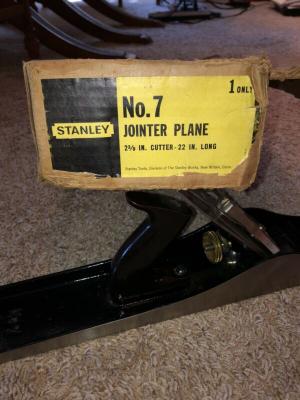 1 ONLY
No. 7
STANLEY
JOINTER PLANE
2⅜ IN. CUTTER-22 IN. LONG
Stanley Tools, Division of The Stanley Works, New Britain, Conn.